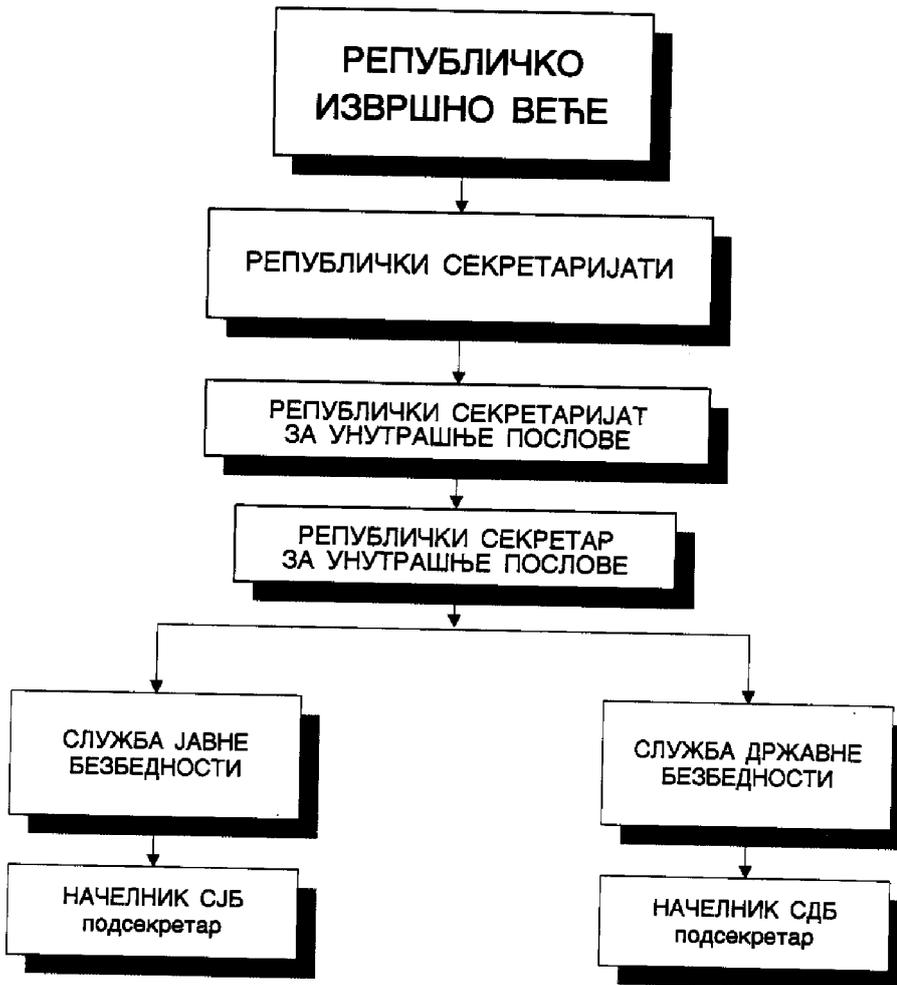 РЕПУБЛИЧКО
ИЗВРШНО ВЕЋЕ
РЕПУБЛИЧКИ СЕКРЕТАРИЈАТИ
РЕПУБЛИЧКИ СЕКРЕТАРИЈАТ
ЗА УНУТРАШЊЕ ПОСЛОВЕ
РЕПУБЛИЧКИ СЕКРЕТАР
ЗА УНУТРАШЊЕ ПОСЛОВЕ
СЛУЖБА ЈАВНЕ
БЕЗБЕДНОСТИ
НАЧЕЛНИК СЈБ
подсекретар
СЛУЖБА ДРЖАВНЕ
БЕЗБЕДНОСТИ
НАЧЕЛНИК СДБ
подсекретар